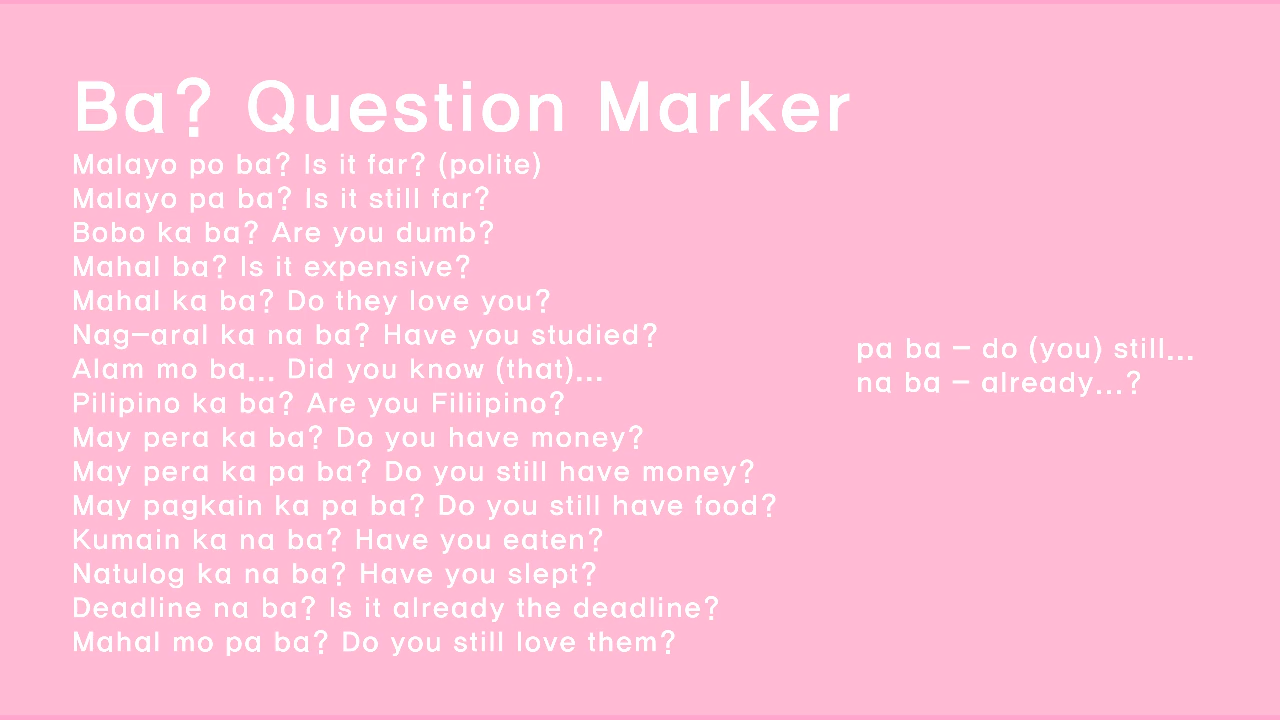 Ba? Question Marker
Malayo po ba? Is it far? (polite)
Malayo pa ba? Is it still far?
Bobo ka ba? Are you dumb?
Mahal ba? Is it expensive?
Mahal ka ba? Do they love you?
Nag–aral ka na ba? Have you studied?
Alam mo ba... Did you know (that)...
Pilipino ka ba? Are you Filiipino?
May pera ka ba? Do you have money?
May pera ka pa ba? Do you still have money?
May pagkain ka pa ba? Do you still have food?
Kumain ka na ba? Have you eaten?
Natulog ka na ba? Have you slept?
Deadline na ba? Is it already the deadline?
Mahal mo pa ba? Do you still love them?
pa ba – do (you) still...
na ba – already...?